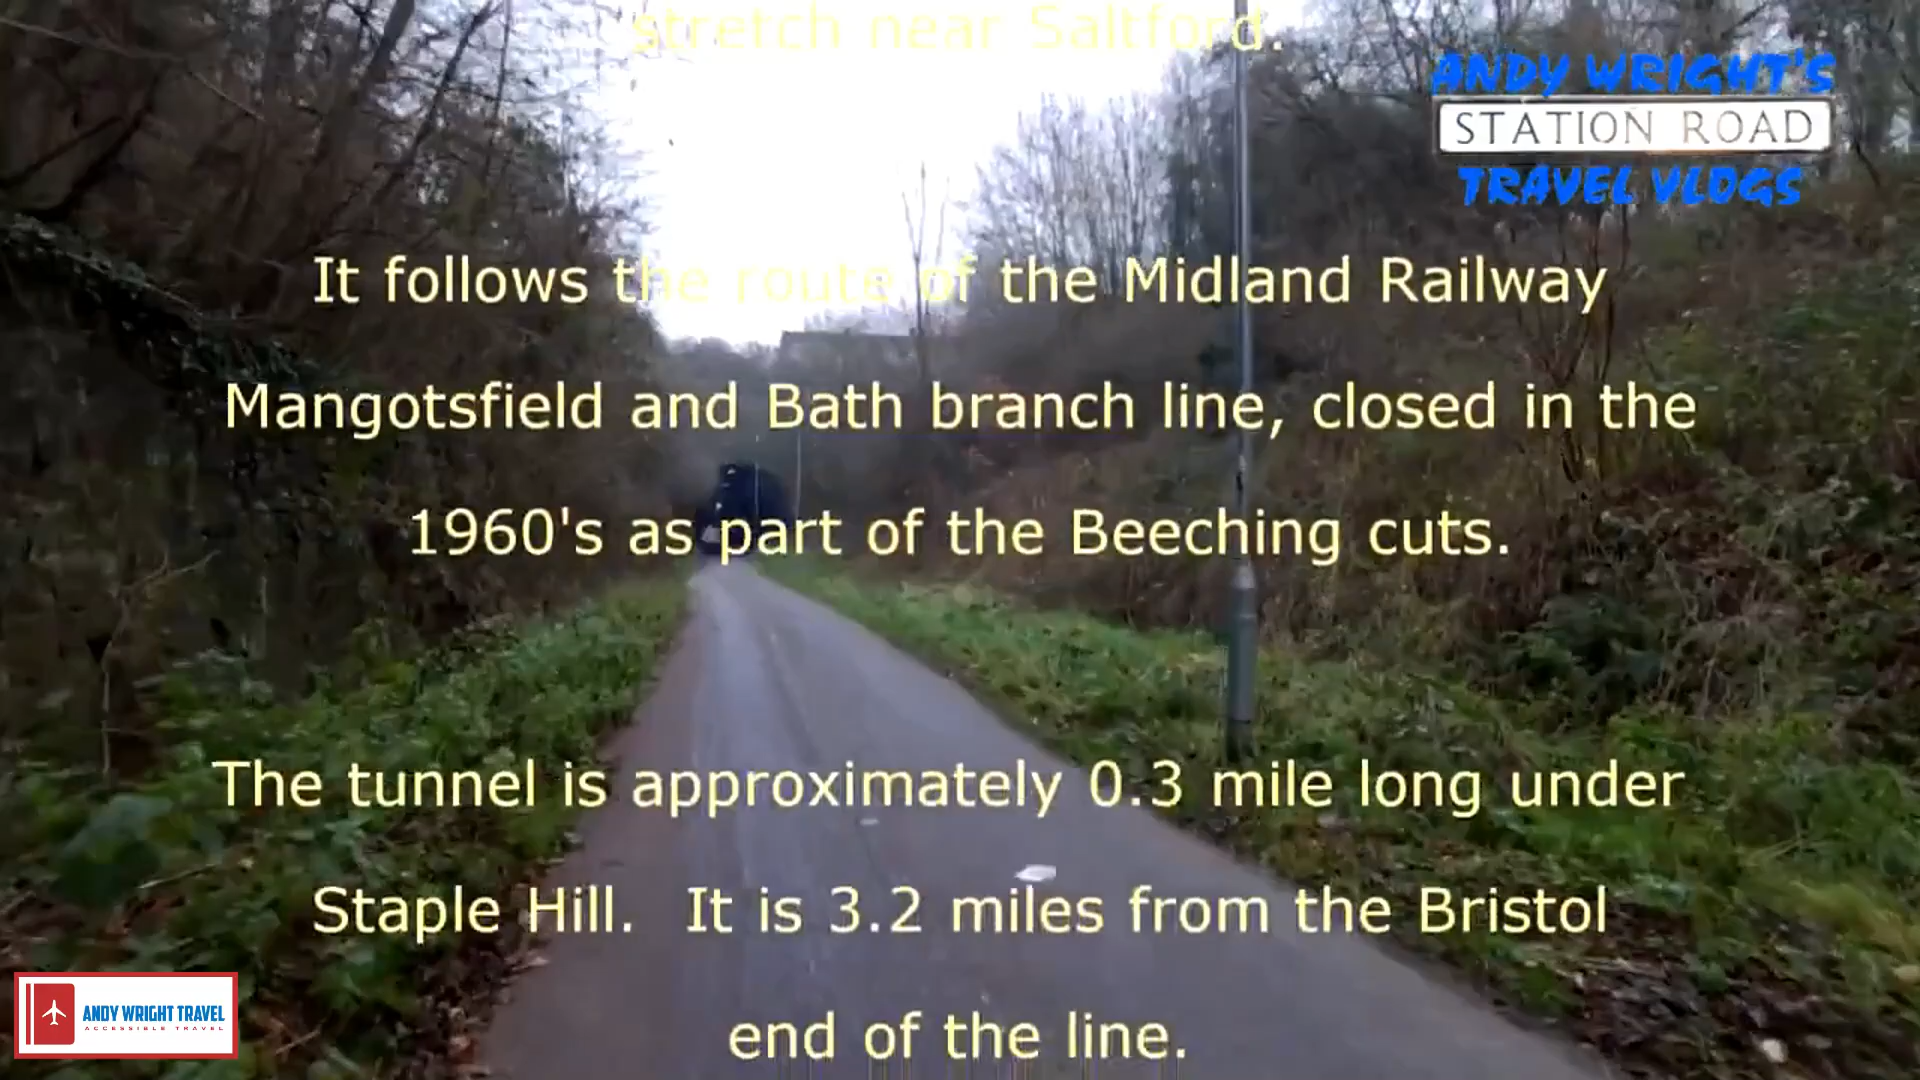 stretch near Saltford.
ANDY WRIGHT'S
STATION ROAD
TRAVEL VLOGS
It follows the route of the Midland Railway
Mangotsfield and Bath branch line, closed in the
1960's as part of the Beeching cuts.
The tunnel is approximately 0.3 mile long under
Staple Hill.  It is 3.2 miles from the Bristol
end of the line.
ANDY WRIGHT TRAVEL
ACCESSIBLE TRAVEL